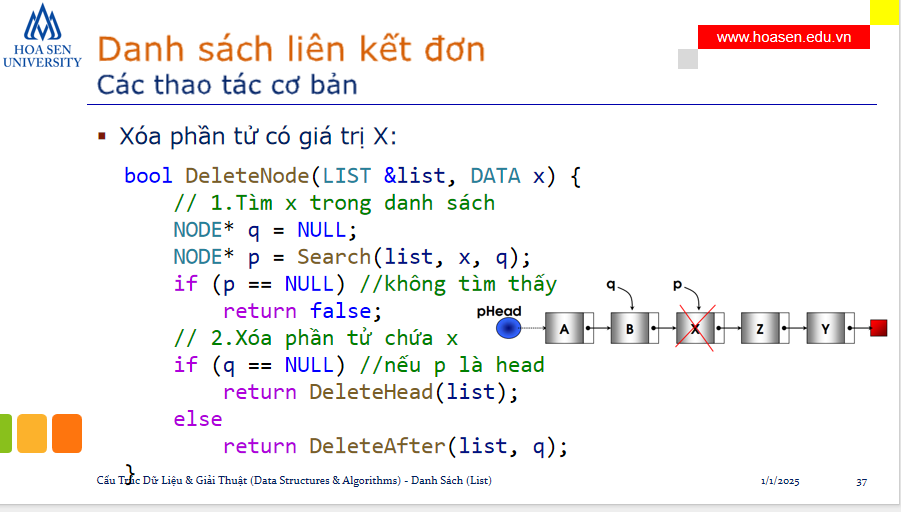 HOA SEN
UNIVERSITY
Danh sách liên kết đơn
www.hoasen.edu.vn
Các thao tác cơ bản
Xóa phần tử có giá trị X:
bool DeleteNode(LIST &list, DATA x) {
// 1.Tìm x trong danh sách
NODE* q = NULL;
NODE* p = Search(list, x, q);
if (p == NULL) //không tìm thấy
return false;
// 2.Xóa phần tử chứa x
if (q == NULL) //nếu p là head
return DeleteHead(list);
else
return DeleteAfter(list, q);
}
q p
pHead
A B X Z Y
Cấu Trúc Dữ Liệu & Giải Thuật (Data Structures & Algorithms) - Danh Sách (List)
1/1/2025
37